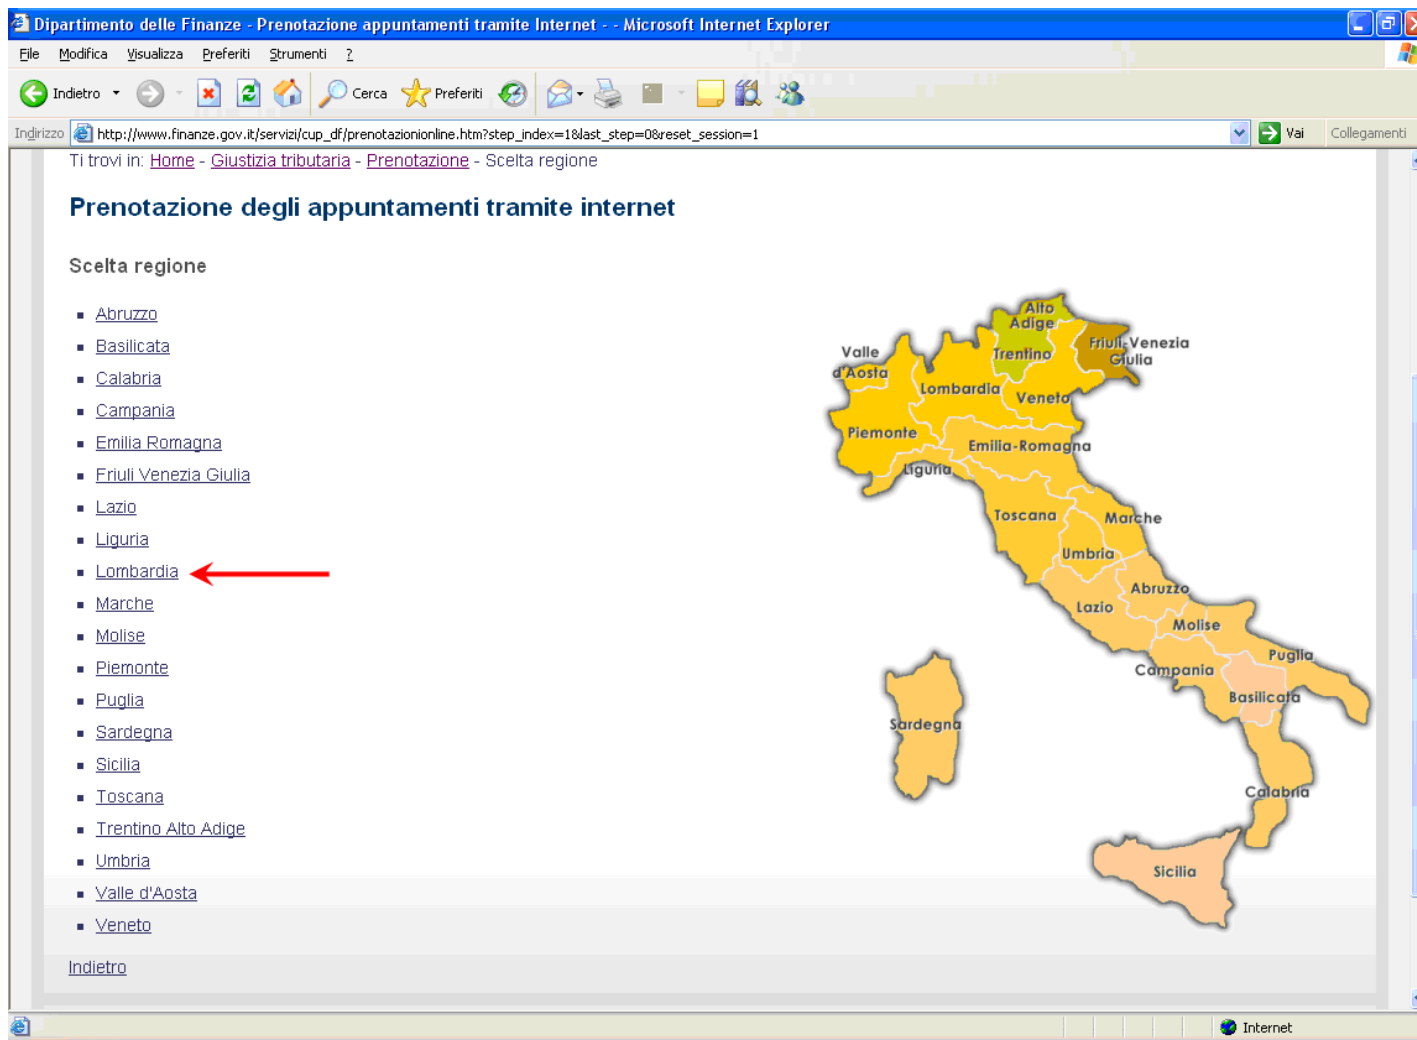 Dipartimento delle Finanze - Prenotazione appuntamenti tramite Internet - - Microsoft Internet Explorer
File Modifica Visualizza Preferiti Strumenti ?
Indietro Cerca Preferiti
Indirizzo http://www.finanze.gov.it/servizi/cup_df/prenotazionionline.htm?step_index=1&last_step=0&reset_session=1 Vai Collegamenti
Ti trovi in: Home - Giustizia tributaria - Prenotazione - Scelta regione
Prenotazione degli appuntamenti tramite internet
Scelta regione
Abruzzo
Basilicata
Calabria
Campania
Emilia Romagna
Friuli Venezia Giulia
Lazio
Liguria
Lombardia
Marche
Molise
Piemonte
Puglia
Sardegna
Sicilia
Toscana
Trentino Alto Adige
Umbria
Valle d'Aosta
Veneto
Indietro
Alto
Adige
Trentino
Friuli-Venezia
Giulia
Valle
d'Aosta
Lombardia
Veneto
Piemonte
Emilia-Romagna
Liguria
Toscana
Marche
Umbria
Abruzzo
Lazio
Molise
Puglia
Campania
Basilicata
Sardegna
Calabria
Sicilia
Internet